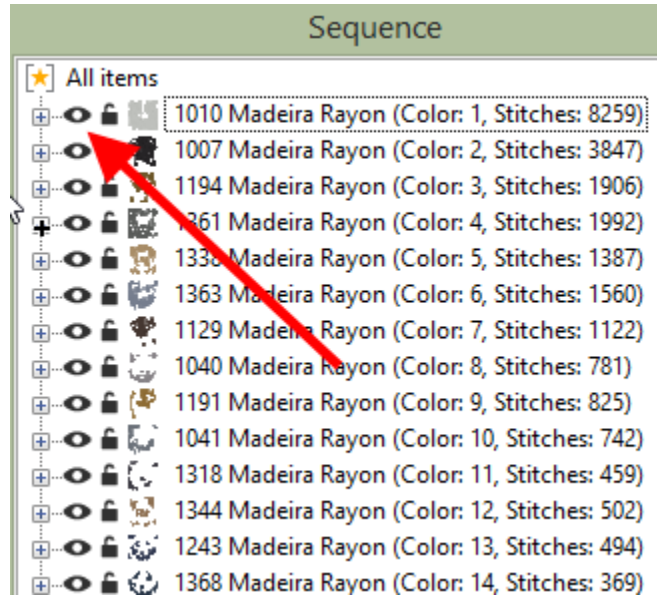 Sequence
All items
1010 Madeira Rayon (Color: 1, Stitches: 8259)
1007 Madeira Rayon (Color: 2, Stitches: 3847)
1194 Madeira Rayon (Color: 3, Stitches: 1906)
1361 Madeira Rayon (Color: 4, Stitches: 1992)
1338 Madeira Rayon (Color: 5, Stitches: 1387)
1363 Madeira Rayon (Color: 6, Stitches: 1560)
1129 Madeira Rayon (Color: 7, Stitches: 1122)
1040 Madeira Rayon (Color: 8, Stitches: 781)
1191 Madeira Rayon (Color: 9, Stitches: 825)
1041 Madeira Rayon (Color: 10, Stitches: 742)
1318 Madeira Rayon (Color: 11, Stitches: 459)
1344 Madeira Rayon (Color: 12, Stitches: 502)
1243 Madeira Rayon (Color: 13, Stitches: 494)
1368 Madeira Rayon (Color: 14, Stitches: 369)